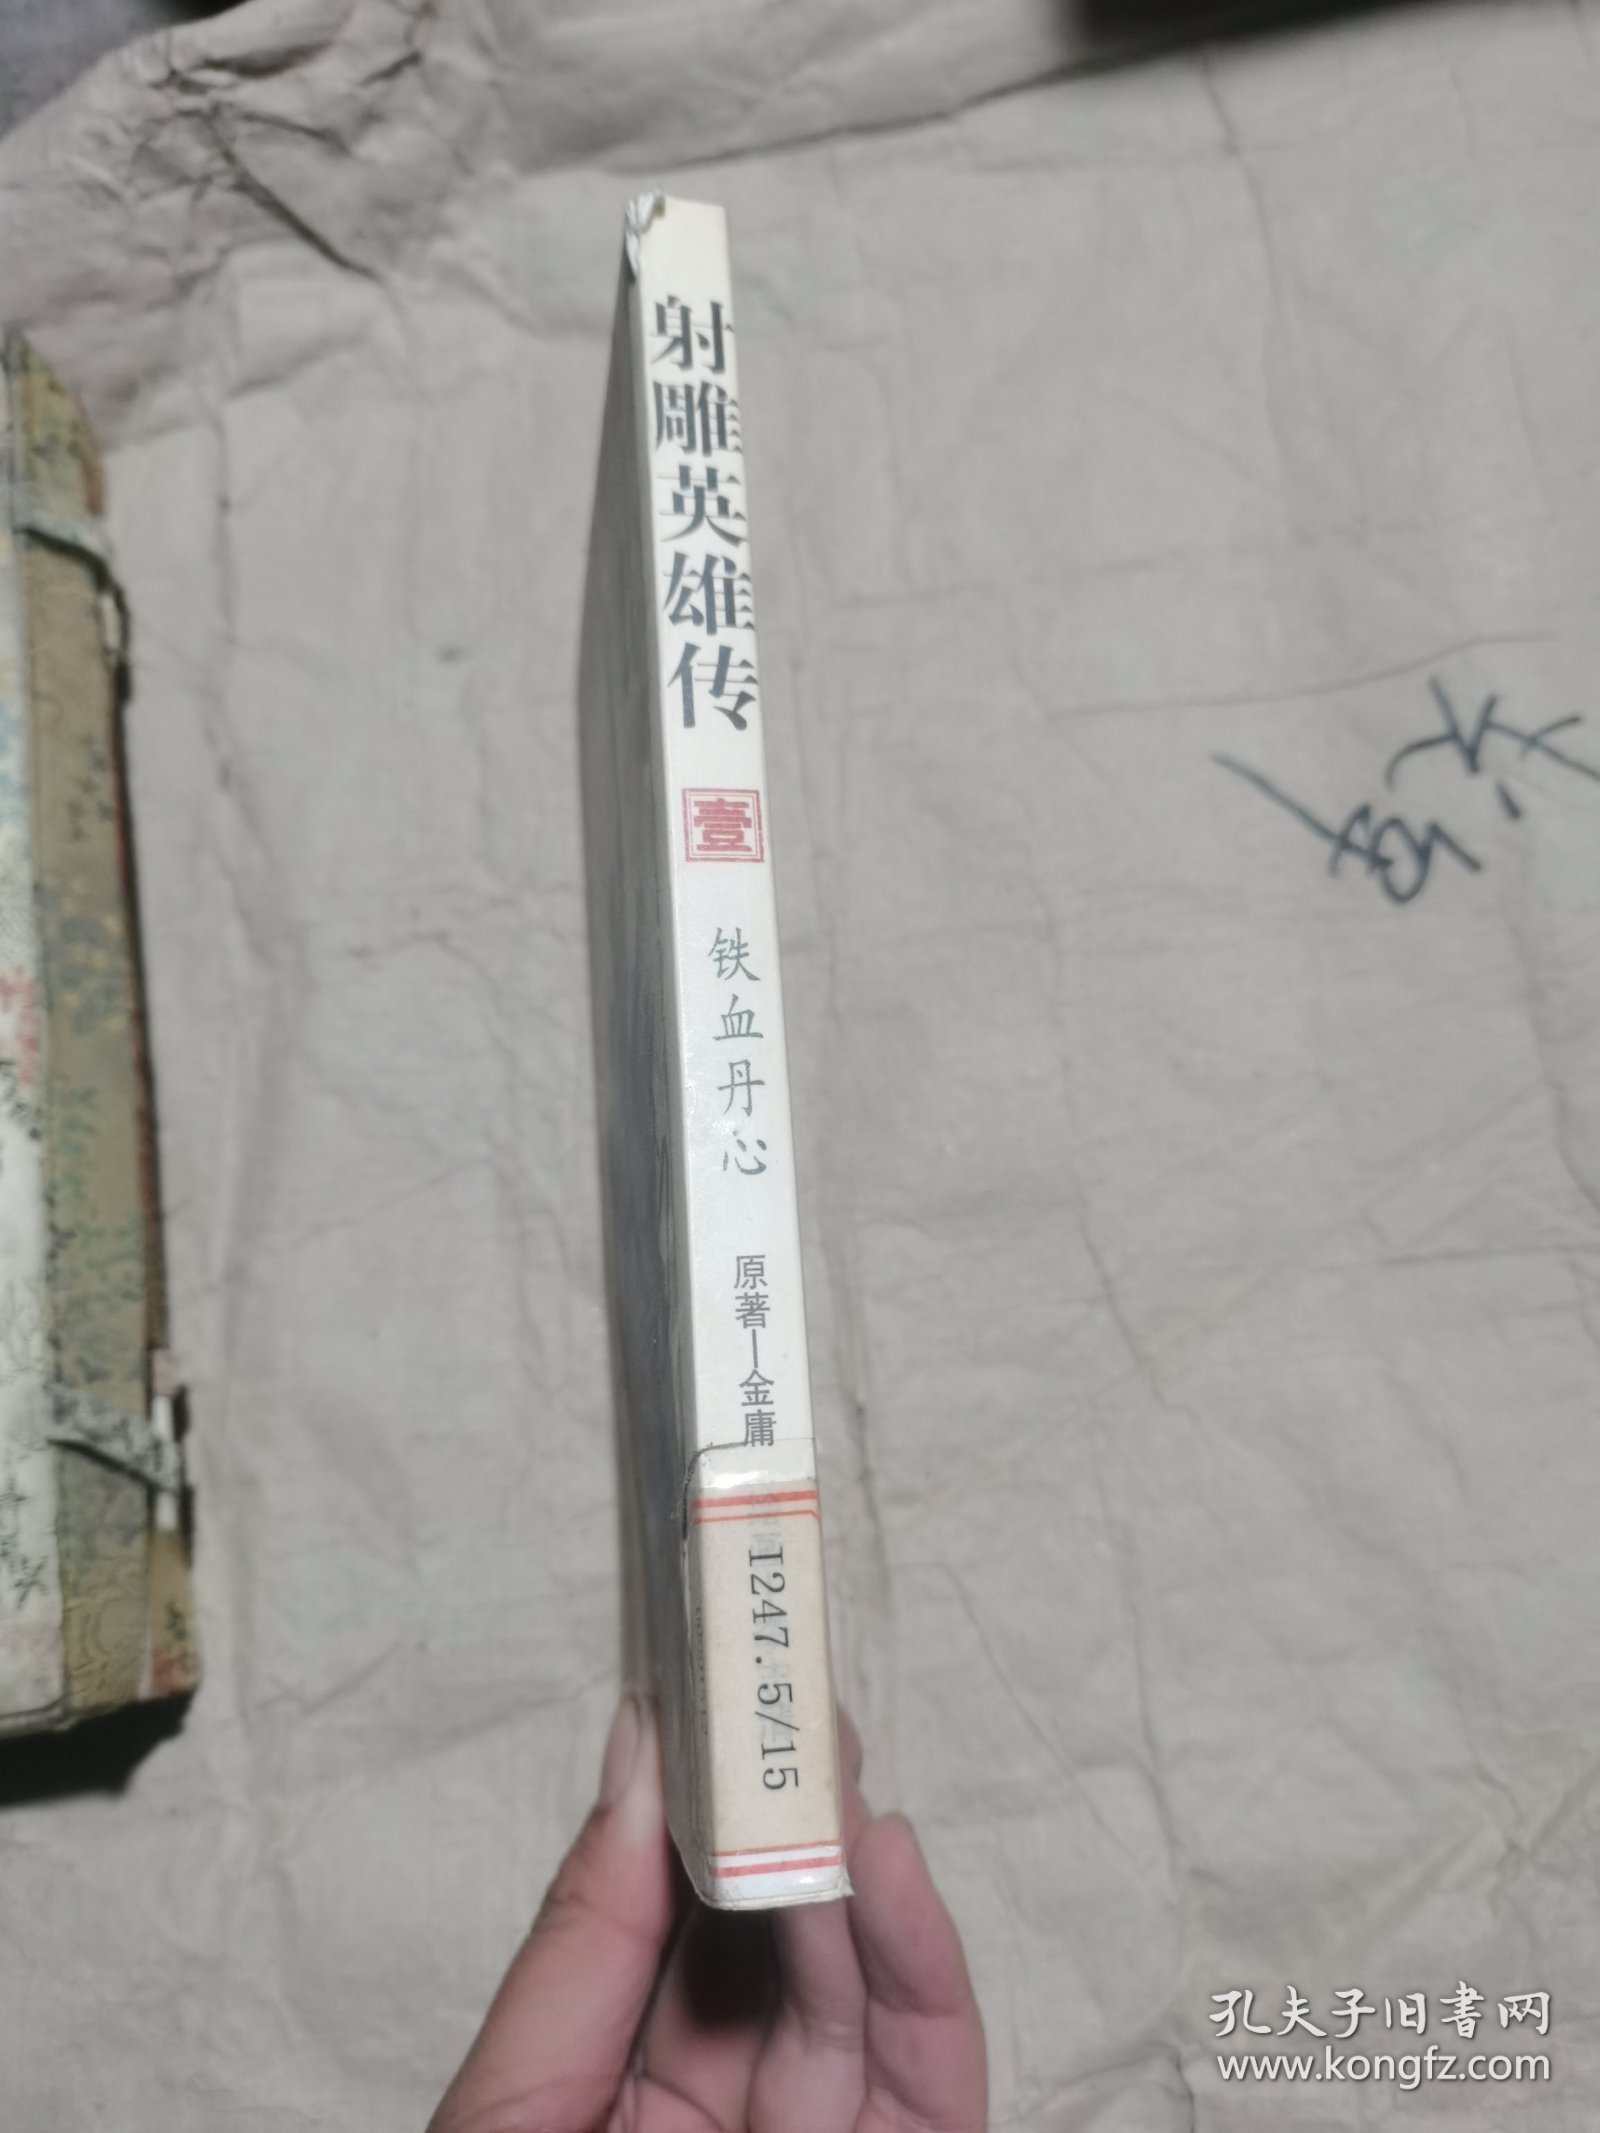 射雕英雄传
壹
铁血丹心
原著—金庸
I247.5/15
孔夫子旧書网
www.kongfz.com